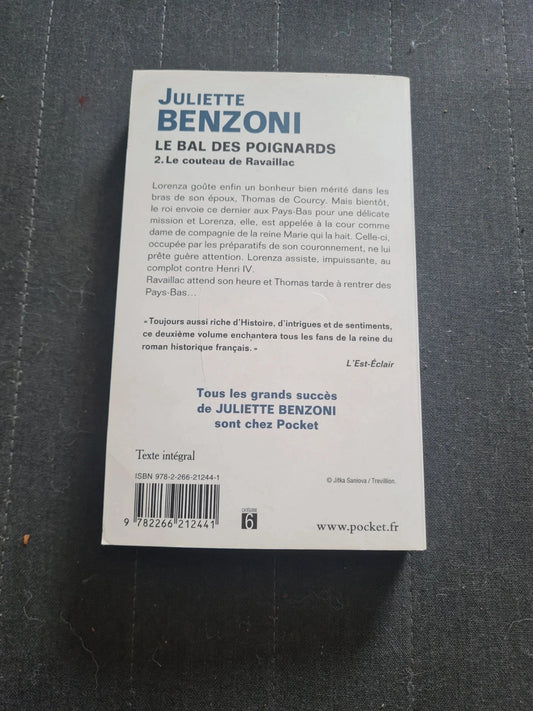 JULIETTE
BENZONI
LE BAL DES POIGNARDS
2. Le couteau de Ravaillac
Lorenza goûte enfin un bonheur bien mérité dans les
bras de son époux, Thomas de Courcy. Mais bientôt,
le roi envoie ce dernier aux Pays-Bas pour une délicate
mission et Lorenza, elle, est appelée à la cour comme
dame de compagnie de la reine Marie qui la hait. Celle-ci,
occupée par les préparatifs de son couronnement, ne lui
prête guère attention. Lorenza assiste, impuissante, au
complot contre Henri IV.
Ravaillac attend son heure et Thomas tarde à rentrer des
Pays-Bas...
« Toujours aussi riche d'Histoire, d'intrigues et de sentiments,
ce deuxième volume enchantera tous les fans de la reine du
roman historique français. »
L'Est-Éclair
Tous les grands succès
de JULIETTE BENZONI
sont chez Pocket
Texte intégral
ISBN 978-2-266-21244-1
© Jitka Saniova / Trevillion.
CATÉGORIE
6
9 782266 212441
www.pocket.fr